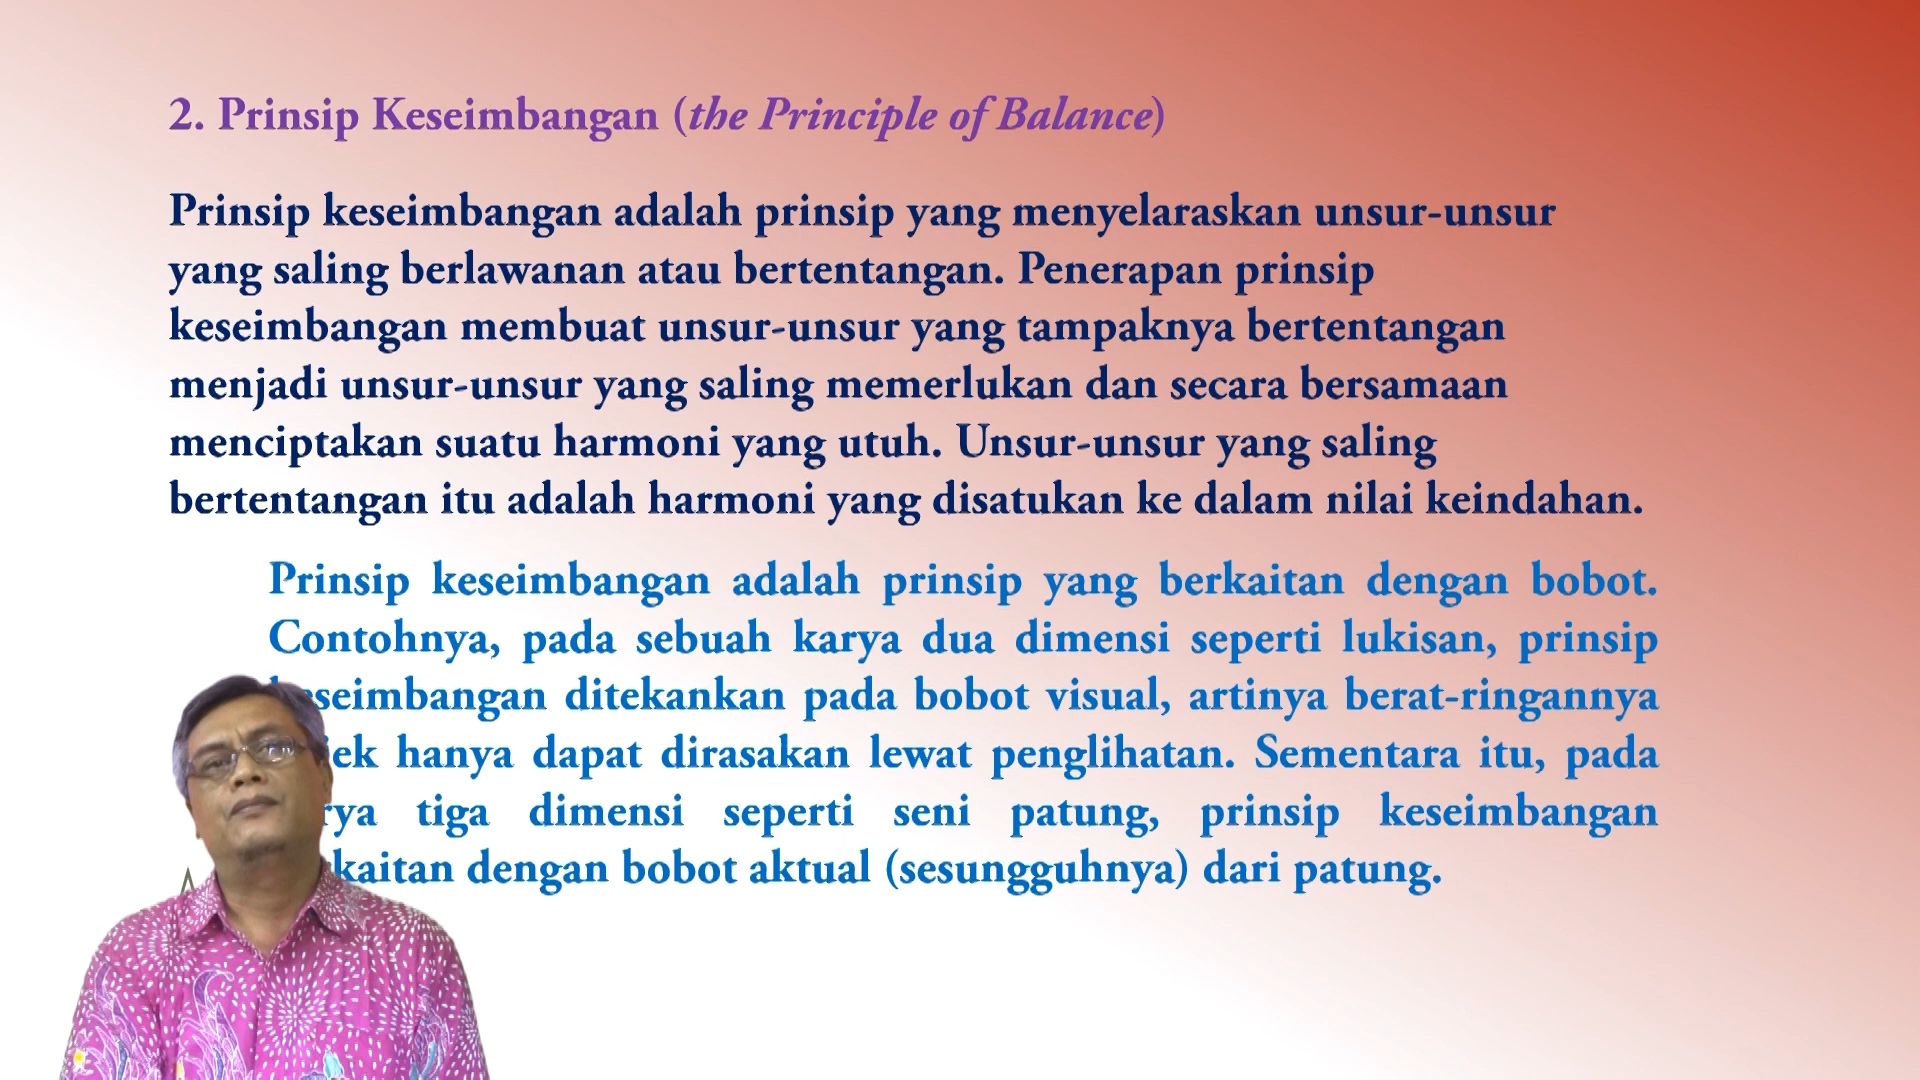 2. Prinsip Keseimbangan (the Principle of Balance)
Prinsip keseimbangan adalah prinsip yang menyelaraskan unsur-unsur
yang saling berlawanan atau bertentangan. Penerapan prinsip
keseimbangan membuat unsur-unsur yang tampaknya bertentangan
menjadi unsur-unsur yang saling memerlukan dan secara bersamaan
menciptakan suatu harmoni yang utuh. Unsur-unsur yang saling
bertentangan itu adalah harmoni yang disatukan ke dalam nilai keindahan.
Prinsip keseimbangan adalah prinsip yang berkaitan dengan bobot.
Contohnya, pada sebuah karya dua dimensi seperti lukisan, prinsip
ditekankan pada bobot visual, artinya berat-ringannya
hanya dapat dirasakan lewat penglihatan. Sementara itu, pada
tiga dimensi seperti seni patung, prinsip keseimbangan
dengan bobot aktual (sesungguhnya) dari patung.